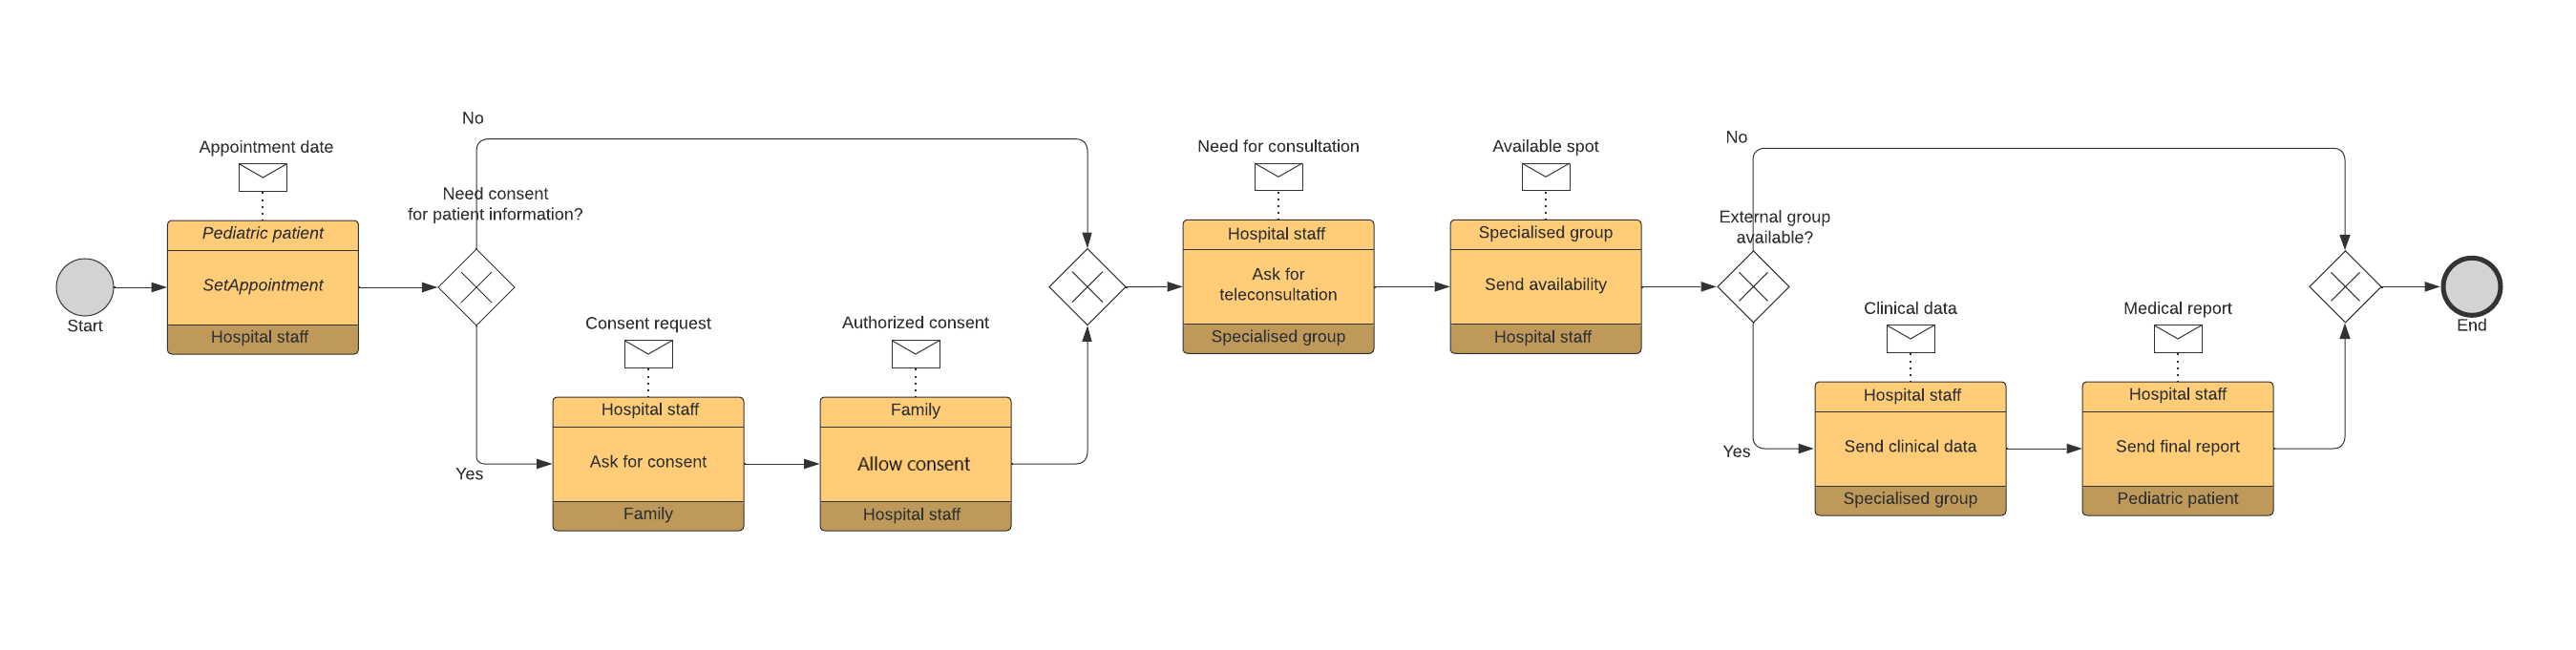 Start
Appointment date
Pediatric patient
SetAppointment
Hospital staff
No
Need consent
for patient information?
Yes
Consent request
Hospital staff
Ask for consent
Family
Authorized consent
Family
Allow consent
Hospital staff
Need for consultation
Hospital staff
Ask for
teleconsultation
Specialised group
Available spot
Specialised group
Send availability
Hospital staff
No
External group
available?
Yes
Clinical data
Hospital staff
Send clinical data
Specialised group
Medical report
Hospital staff
Send final report
Pediatric patient
End